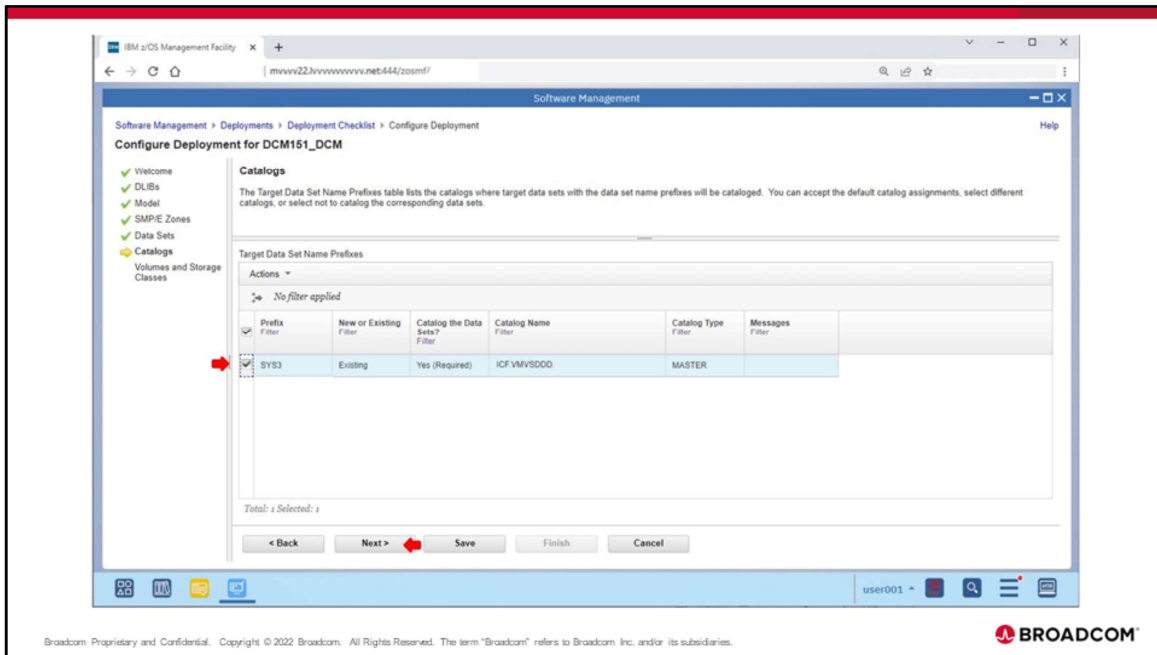 IBM z/OS Management Facility
Software Management
Software Management Deployments Deployment Checklist Configure Deployment
Help
Configure Deployment for DCM151_DCM
Welcome
DLIBs
Model
SMP/E Zones
Data Sets
Catalogs
Volumes and Storage
Classes
Catalogs
The Target Data Set Name Prefixes table lists the catalogs where target data sets with the data set name prefixes will be cataloged. You can accept the default catalog assignments, select different
catalogs, or select not to catalog the corresponding data sets.
Target Data Set Name Prefixes
Actions
No filter applied
Prefix New or Existing Catalog the Data Catalog Name Catalog Type Messages
Filter Filter Sets? Filter Filter Filter
Filter
SYS3 Existing Yes (Required) ICF.VMVSDDD MASTER
Total: 1 Selected: 1
< Back Next > Save Finish Cancel
user001
Broadcom Proprietary and Confidential. Copyright © 2022 Broadcom. All Rights Reserved. The term "Broadcom" refers to Broadcom Inc. and/or its subsidiaries.
BROADCOM